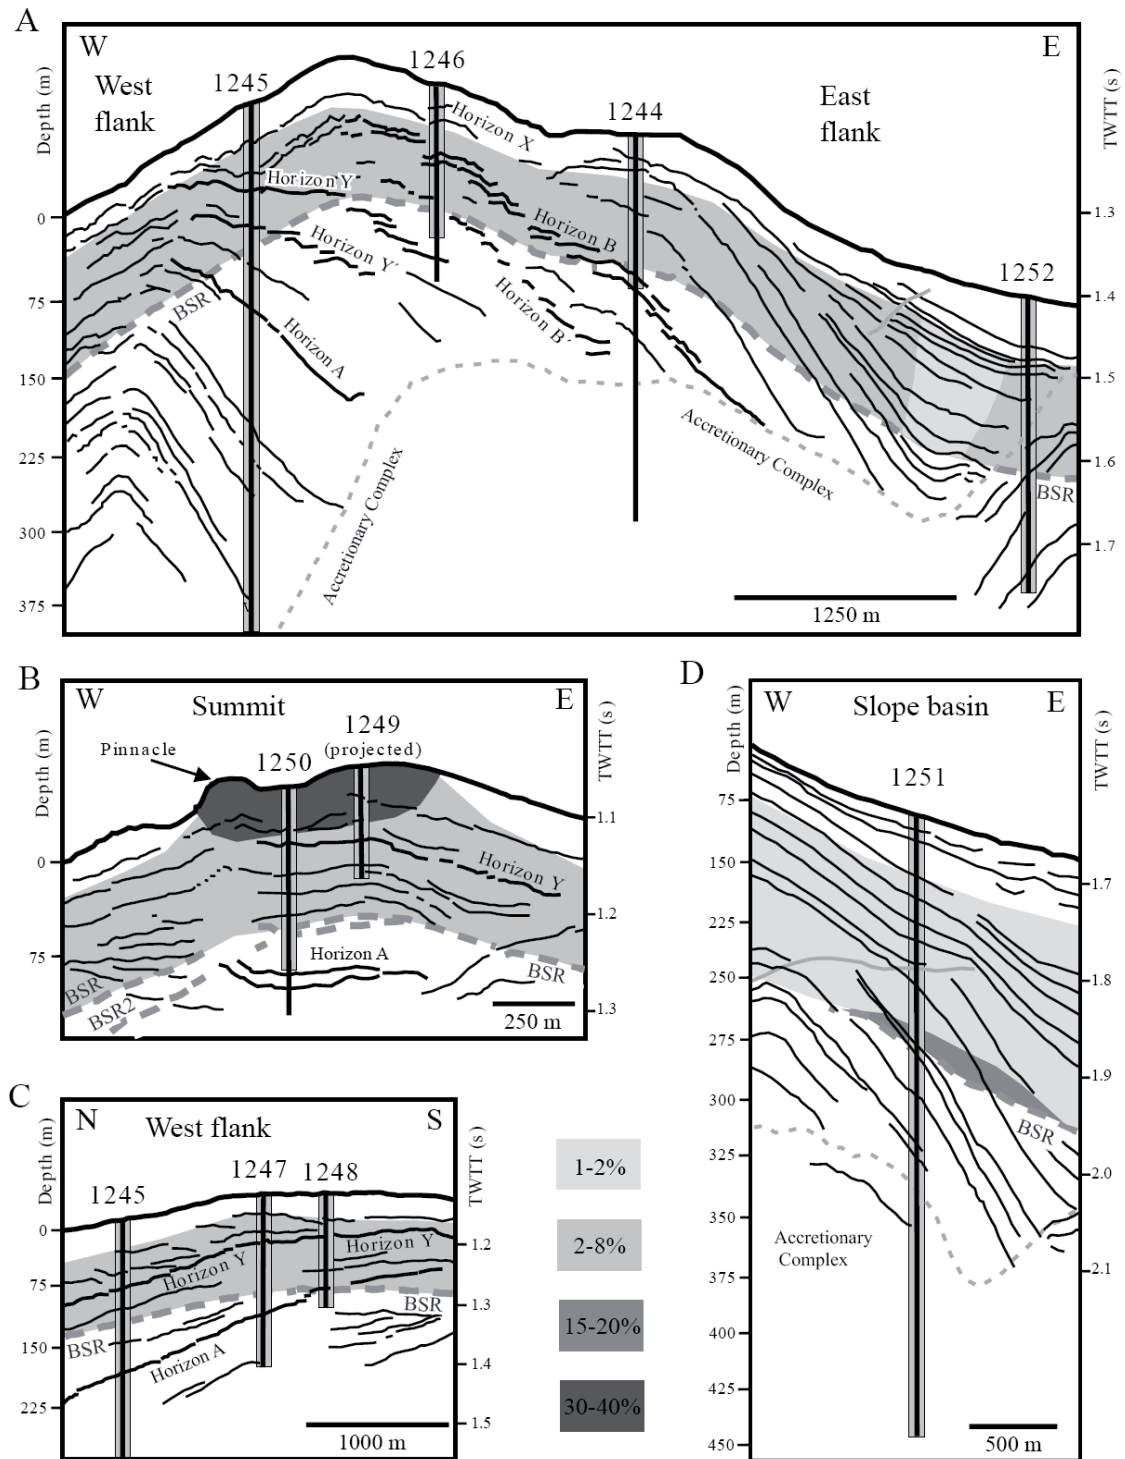 A
W
E
West
flank
East
flank
1245
1246
1244
1252
Depth (m)
TWTT (s)
Horizon X
Horizon Y
Horizon B
Horizon Y´
Horizon B´
Horizon A
BSR
BSR
Accretionary Complex
Accretionary Complex
0
75
150
225
300
375
1.3
1.4
1.5
1.6
1.7
1250 m
B
W
Summit
E
Pinnacle
1250
1249
(projected)
Depth (m)
TWTT (s)
0
75
1.1
1.2
1.3
Horizon Y
Horizon A
BSR
BSR2
BSR
250 m
C
N
West flank
S
1245
1247
1248
Depth (m)
TWTT (s)
0
75
150
225
1.2
1.3
1.4
1.5
Horizon Y
Horizon Y
Horizon A
BSR
BSR
1000 m
1-2%
2-8%
15-20%
30-40%
D
W
E
Slope basin
1251
Depth (m)
TWTT (s)
75
150
225
250
275
300
325
350
375
400
425
450
1.7
1.8
1.9
2.0
2.1
BSR
Accretionary
Complex
500 m